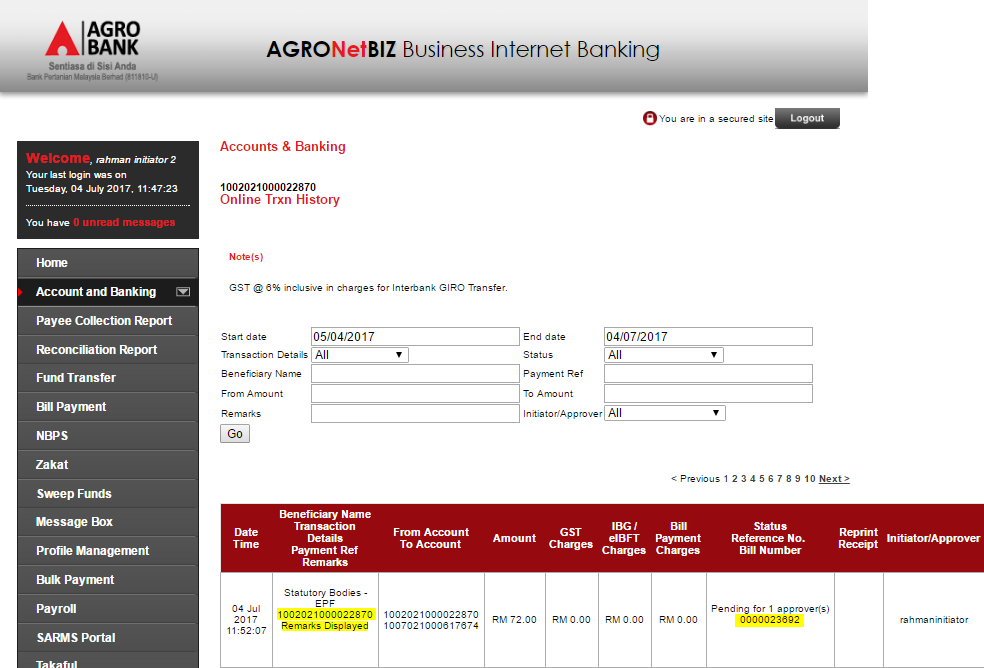 AGRO
BANK
Sentiasa di Sisi Anda
Bank Pertanian Malaysia Berhad (811810-U)
AGRONetBIZ Business Internet Banking
You are in a secured site
Logout
Welcome, rahman initiator 2
Your last login was on
Tuesday, 04 July 2017, 11:47:23
You have 0 unread messages
Home
Account and Banking
Payee Collection Report
Reconciliation Report
Fund Transfer
Bill Payment
NBPS
Zakat
Sweep Funds
Message Box
Profile Management
Bulk Payment
Payroll
SARMS Portal
Takaful
Accounts & Banking
1002021000022870
Online Trxn History
Note(s)
GST @ 6% inclusive in charges for Interbank GIRO Transfer.
Start date 05/04/2017 End date 04/07/2017
Transaction Details All Status All
Beneficiary Name Payment Ref
From Amount To Amount
Remarks Initiator/Approver All
Go
< Previous 1 2 3 4 5 6 7 8 9 10 Next >
Date
Time
Beneficiary Name
Transaction
Details
Payment Ref
Remarks
From Account
To Account
Amount
GST
Charges
IBG /
eIBFT
Charges
Bill
Payment
Charges
Status
Reference No.
Bill Number
Reprint
Receipt
Initiator/Approver
04 Jul
2017
11:52:07
Statutory Bodies -
EPF
1002021000022870
Remarks Displayed
1002021000022870
1007021000617674
RM 72.00
RM 0.00
RM 0.00
RM 0.00
Pending for 1 approver(s)
0000023692
rahmaninitiator